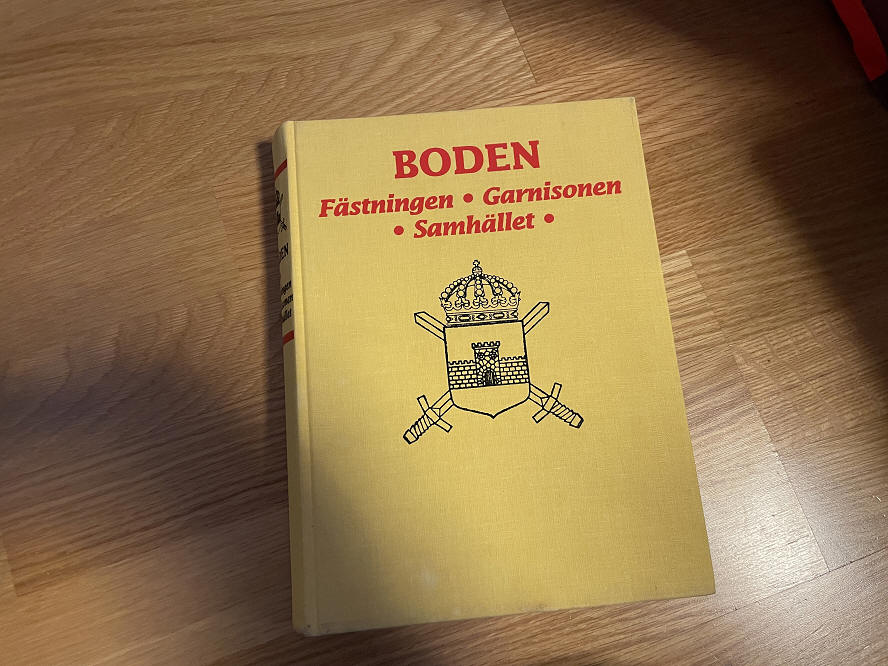 BODEN
Fästningen • Garnisonen
• Samhället •